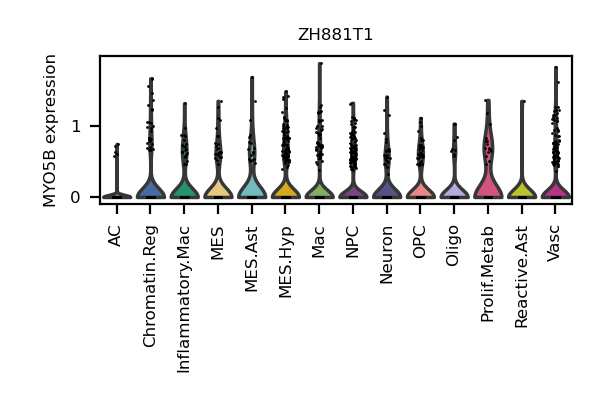 ZH881T1
MYO5B expression
1
0
AC
Chromatin.Reg
Inflammatory.Mac
MES
MES.Ast
MES.Hyp
Mac
NPC
Neuron
OPC
Oligo
Prolif.Metab
Reactive.Ast
Vasc